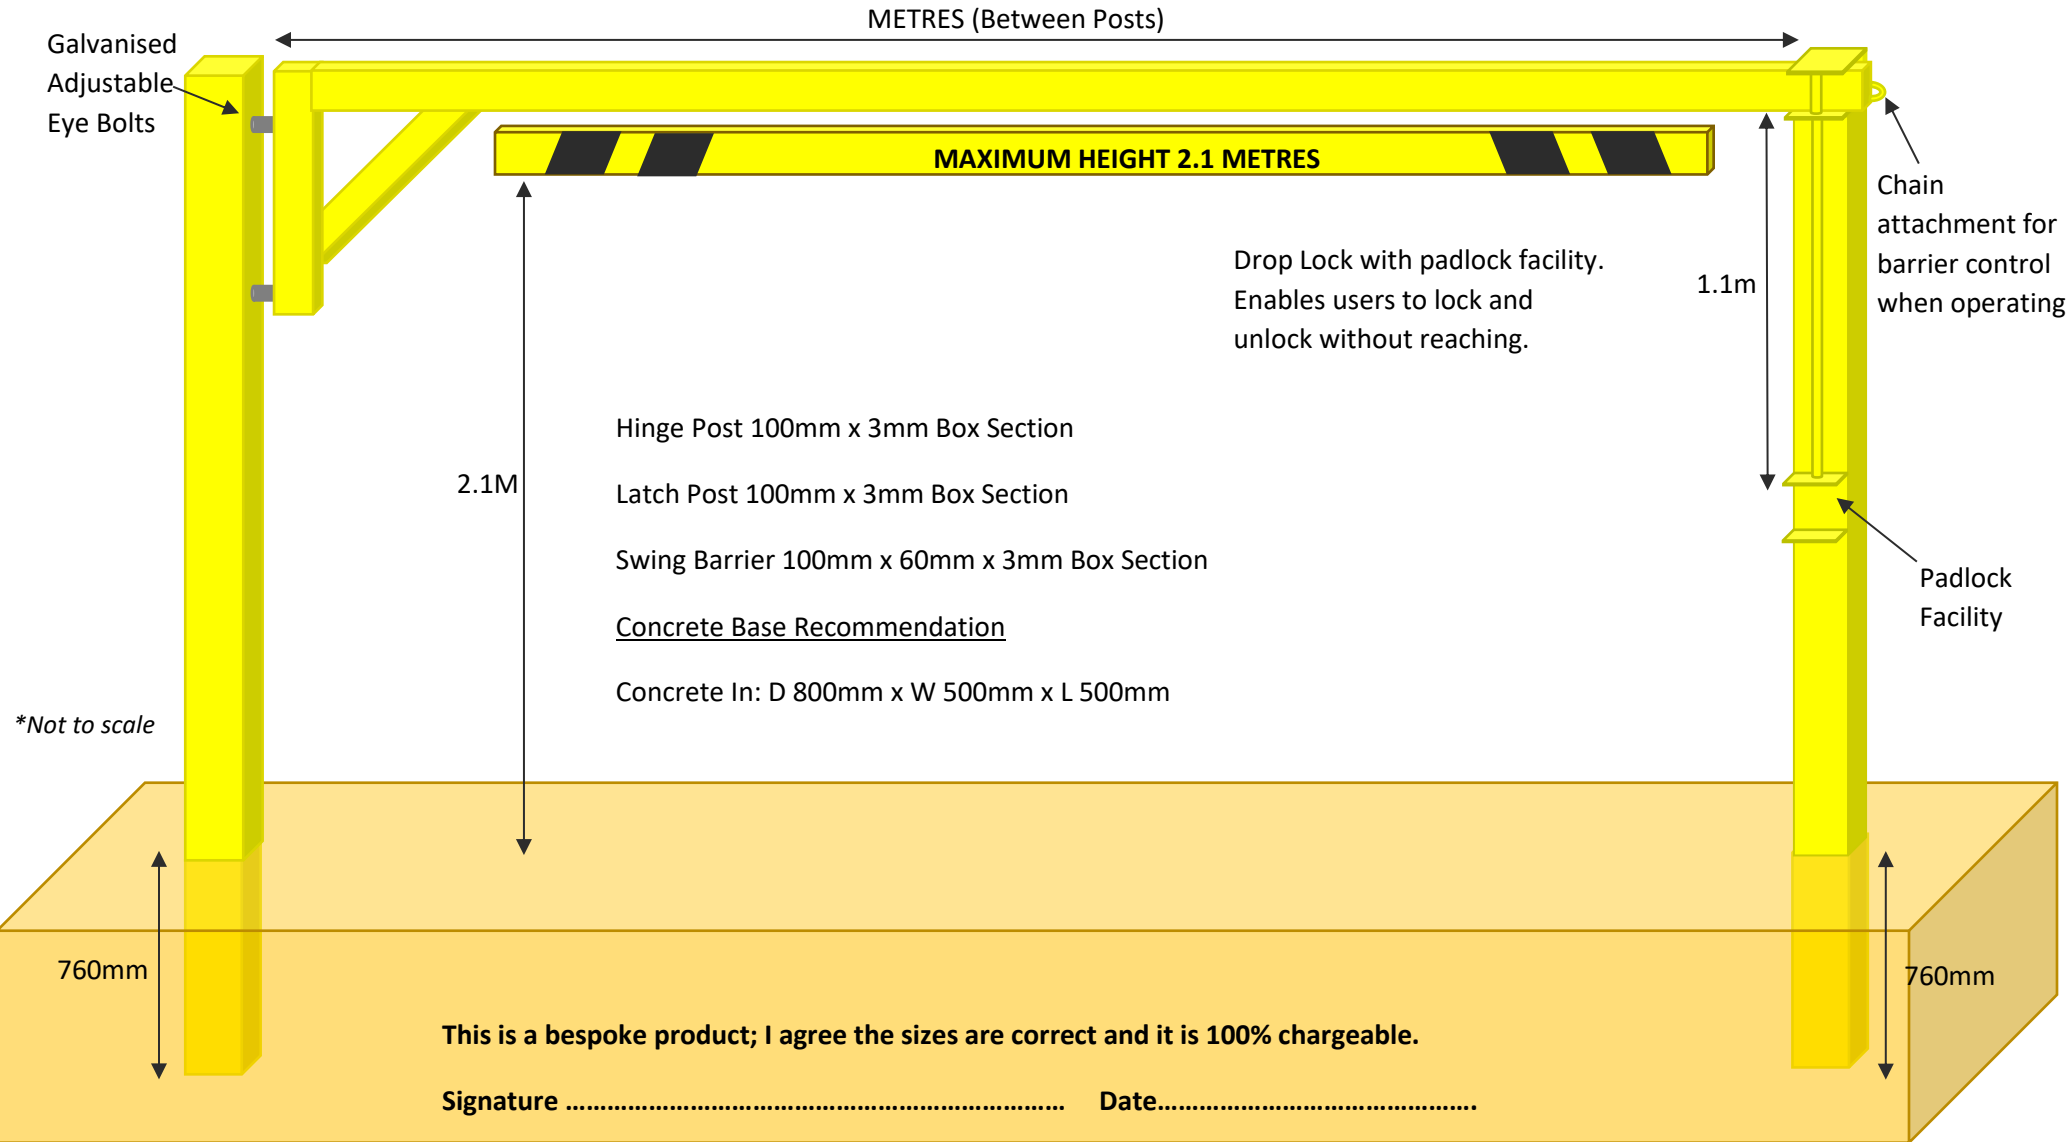 METRES (Between Posts)
Galvanised
Adjustable
Eye Bolts
MAXIMUM HEIGHT 2.1 METRES
Chain
attachment for
barrier control
when operating
Drop Lock with padlock facility.
Enables users to lock and
unlock without reaching.
1.1m
Hinge Post 100mm x 3mm Box Section
2.1M
Latch Post 100mm x 3mm Box Section
Swing Barrier 100mm x 60mm x 3mm Box Section
Padlock
Facility
Concrete Base Recommendation
Concrete In: D 800mm x W 500mm x L 500mm
*Not to scale
760mm
760mm
This is a bespoke product; I agree the sizes are correct and it is 100% chargeable.
Signature ........................................................................ Date..............................................